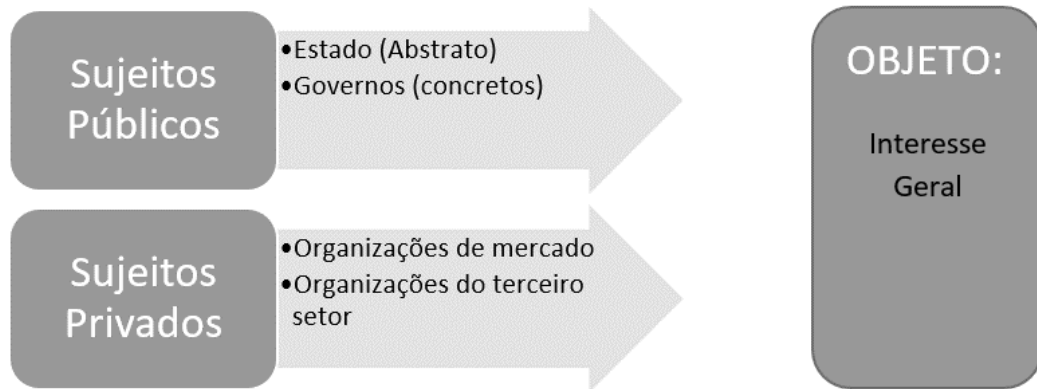 Sujeitos
Públicos
•Estado (Abstrato)
•Governos (concretos)
Sujeitos
Privados
•Organizações de mercado
•Organizações do terceiro
setor
OBJETO:
Interesse
Geral